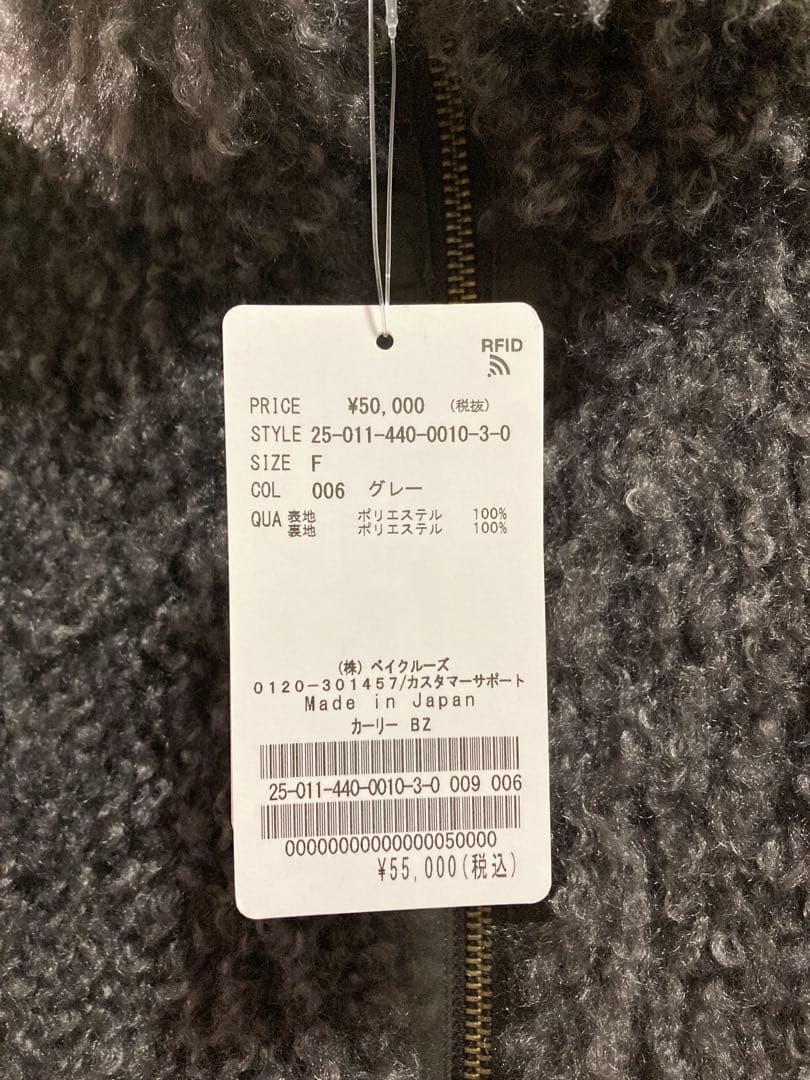 RFID
PRICE ¥50,000 (税抜)
STYLE 25-011-440-0010-3-0
SIZE F
COL 006 グレー
QUA 表地 ポリエステル 100%
裏地 ポリエステル 100%
(株) ベイクルーズ
0120-301457/カスタマーサポート
Made in Japan
カーリー BZ
25-011-440-0010-3-0 009 006
00000000000000050000
¥55,000(税込)